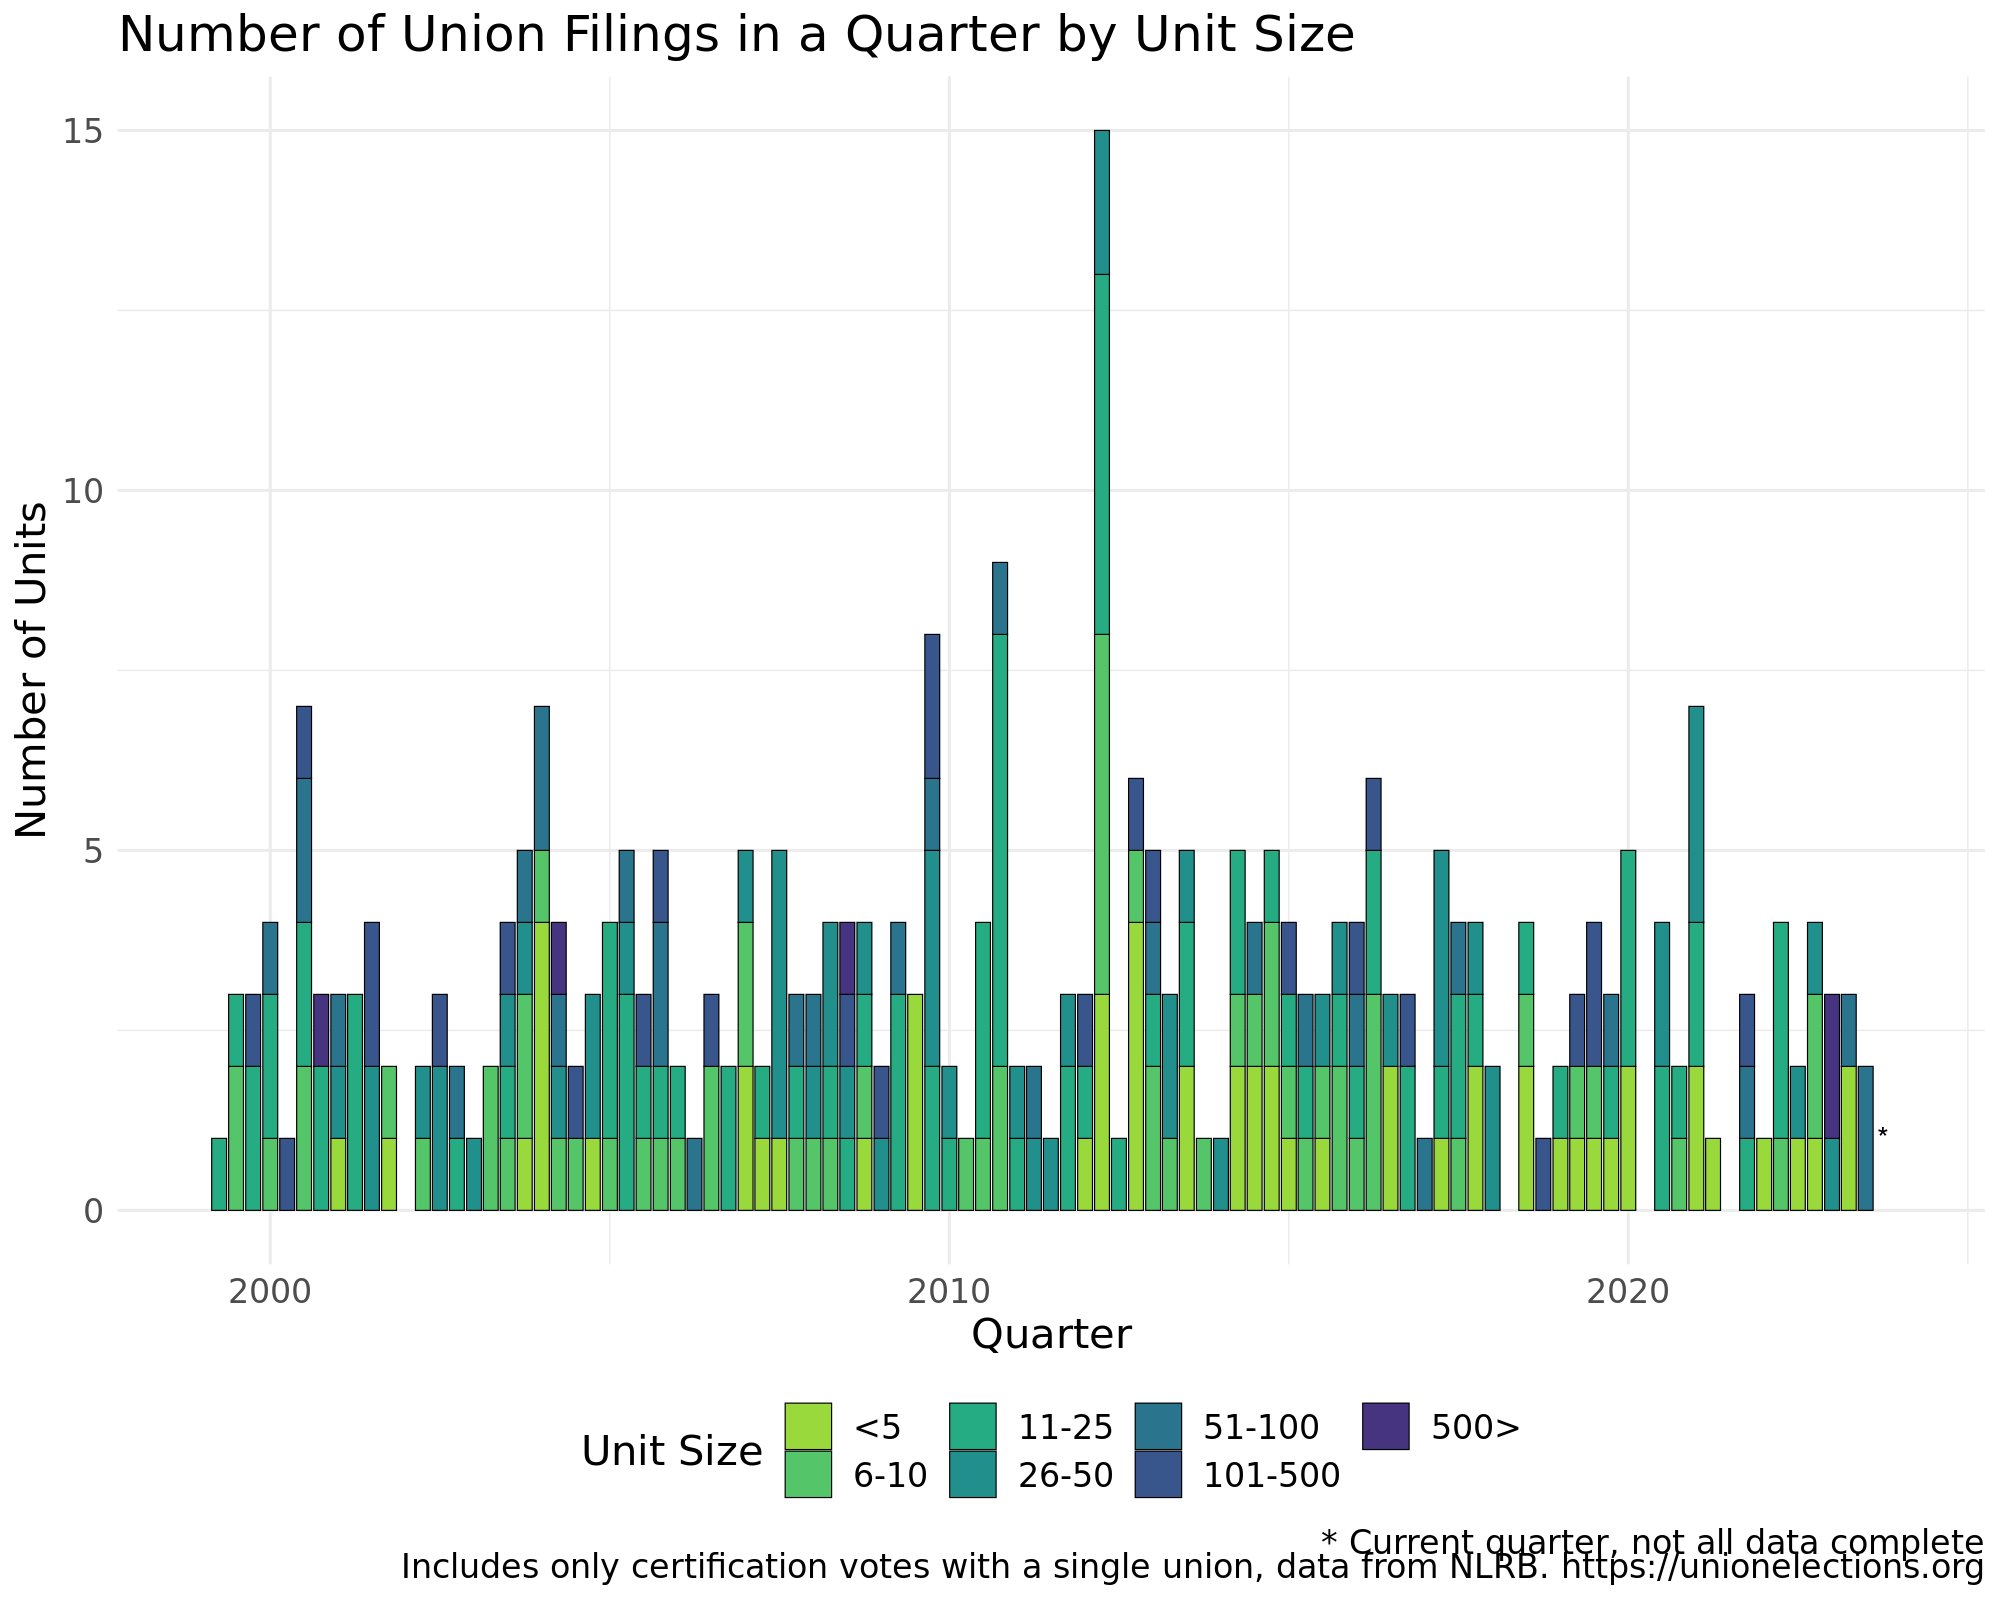 Number of Union Filings in a Quarter by Unit Size
Number of Units
15
10
5
0
*
2000
2010
2020
Quarter
Unit Size
<5
11-25
51-100
500>
6-10
26-50
101-500
* Current quarter, not all data complete
Includes only certification votes with a single union, data from NLRB. https://unionelections.org